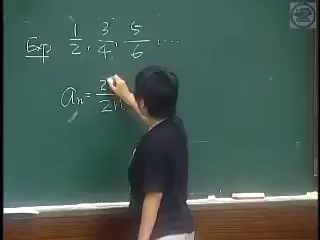 Exp 1/2, 3/4, 5/6, ....
aₙ = 2/2n